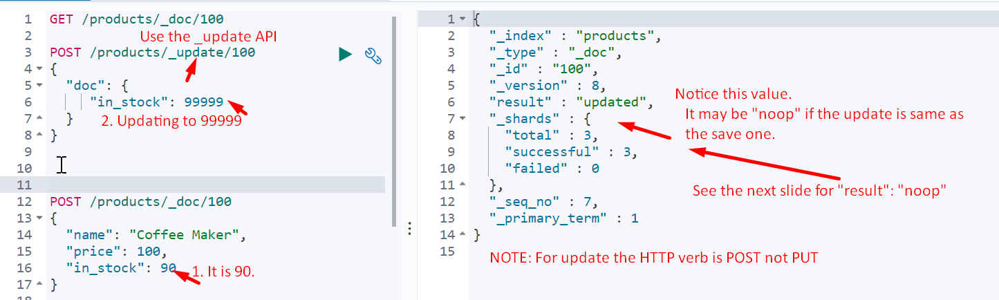 1 GET /products/_doc/100
2
Use the _update API
3 POST /products/_update/100
4 {
5 "doc": {
6 "in_stock": 99999
7 }
2. Updating to 99999
8 }
9
10
11
12 POST /products/_doc/100
13 {
14 "name": "Coffee Maker",
15 "price": 100,
16 "in_stock": 90
1. It is 90.
17 }
1 {
2 "_index" : "products",
3 "_type" : "_doc",
4 "_id" : "100",
5 "_version" : 8,
6 "result" : "updated",
7 "_shards" : {
8 "total" : 3,
9 "successful" : 3,
10 "failed" : 0
11 },
12 "_seq_no" : 7,
13 "_primary_term" : 1
14 }
15
Notice this value.
It may be "noop" if the update is same as
the save one.
See the next slide for "result": "noop"
NOTE: For update the HTTP verb is POST not PUT